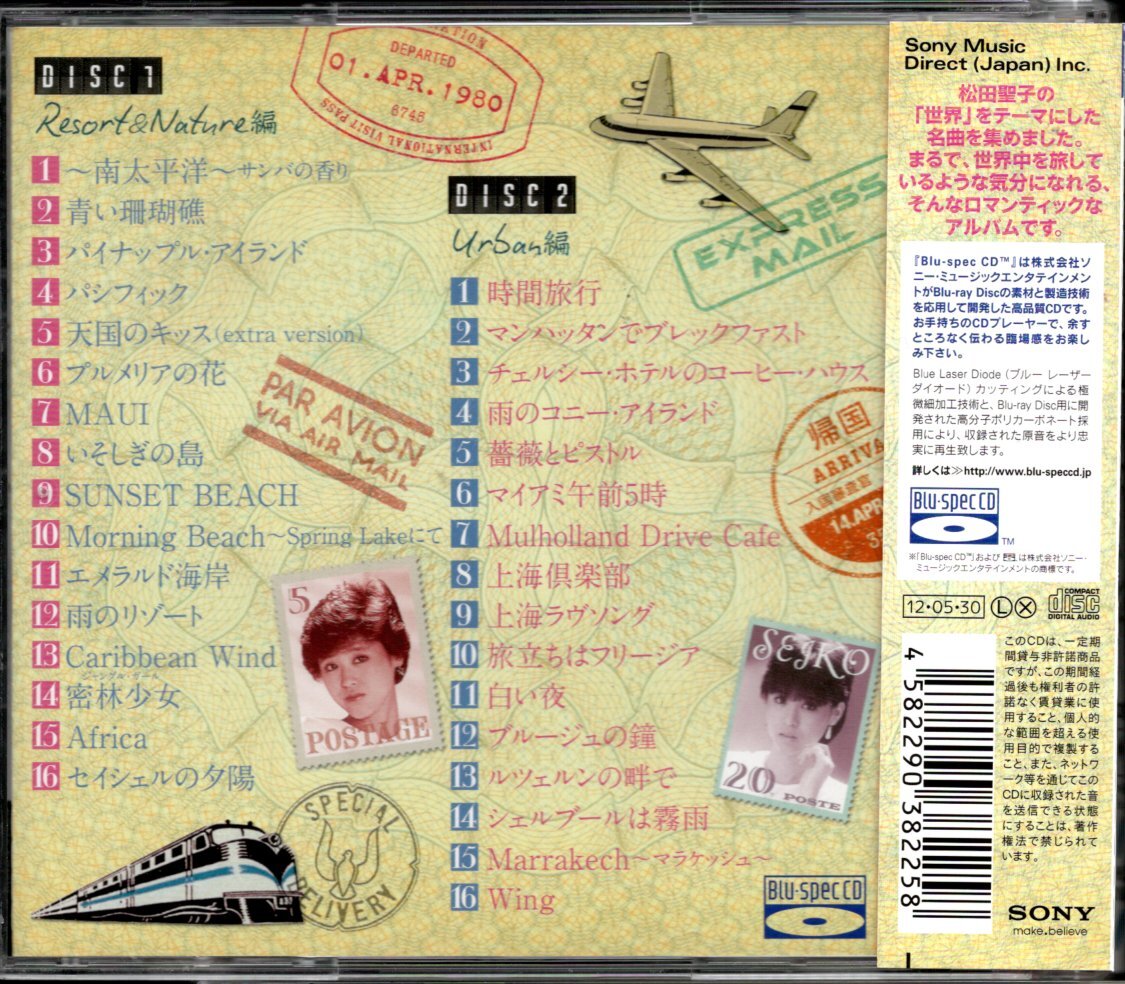 DISC 1
Resort&Nature編
1 ～南太平洋～サンバの香り
2 青い珊瑚礁
3 パイナップル・アイランド
4 パシフィック
5 天国のキッス(extra version)
6 プルメリアの花
7 MAUI
8 いそしぎの島
9 SUNSET BEACH
10 Morning Beach～Spring Lakeにて
11 エメラルド海岸
12 雨のリゾート
13 Caribbean Wind
ジャングル・ガール
14 密林少女
15 Africa
16 セイシェルの夕陽
DEPARTED
01.APR.1980
6745
INTERNATIONAL VISIT PASS
DISC 2
Urban編
1 時間旅行
2 マンハッタンでブレックファスト
3 チェルシー・ホテルのコーヒー・ハウス
4 雨のコニー・アイランド
5 薔薇とピストル
6 マイアミ午前5時
7 Mulholland Drive Cafe
8 上海倶楽部
9 上海ラヴソング
10 旅立ちはフリージア
11 白い夜
12 ブルージュの鐘
13 ルツェルンの畔で
14 シェルブールは霧雨
15 Marrakech～マラケッシュ～
16 Wing
EXPRESS
MAIL
PAR AVION
VIA AIR MAIL
帰国
ARRIVA
入国審査官
14.APR
5
POSTAGE
SEIKO
20 POSTE
SPECIAL
DELIVERY
Blu-spec CD
Sony Music
Direct (Japan) Inc.
松田聖子の
「世界」をテーマにした
名曲を集めました。
まるで、世界中を旅して
いるような気分になれる、
そんなロマンティックな
アルバムです。
『Blu-spec CD™』は株式会社ソ
ニー・ミュージックエンタテインメン
トがBlu-ray Discの素材と製造技術
を応用して開発した高品質CDです。
お手持ちのCDプレーヤーで、余す
ところなく伝わる臨場感をお楽し
み下さい。
Blue Laser Diode (ブルー レーザー
ダイオード) カッティングによる極
微細加工技術と、Blu-ray Disc用に開
発された高分子ポリカーボネート採
用により、収録された原音をより忠
実に再生致します。
詳しくは≫http://www.blu-speccd.jp
Blu-spec CD
TM
12・05・30 Ⓛ Ⓧ
COMPACT
disc
DIGITAL AUDIO
4 582290 382258
このCDは、一定期
間貸与非許諾商品
ですが、この期間経
過後も権利者の許
諾なく賃貸業に使
用すること、個人的
な範囲を超える使
用目的で複製する
こと、また、ネットワ
ーク等を通じてこの
CDに収録された音
を送信できる状態
にすることは、著作
権法で禁じられて
います。
SONY
make.believe